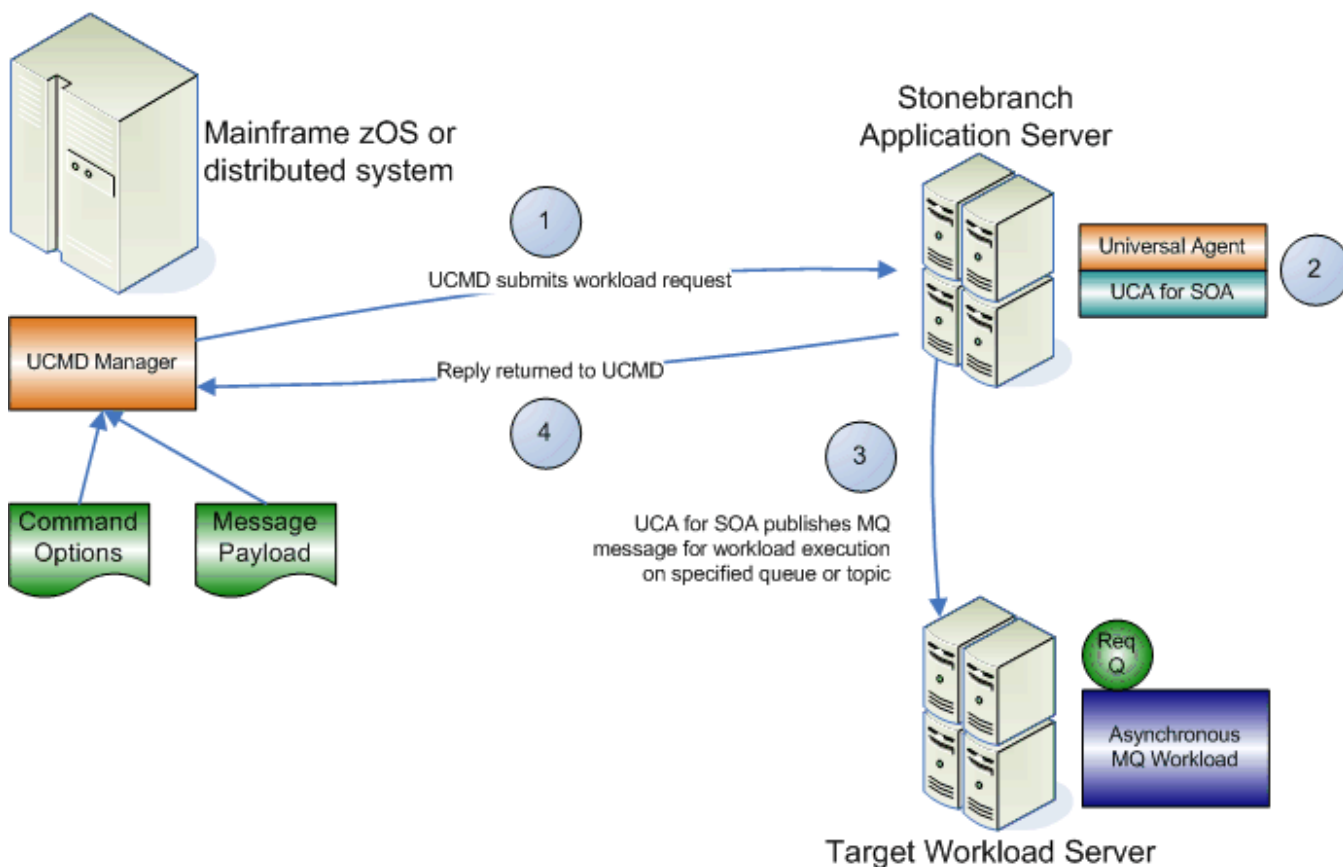 Stonebranch
Application Server
Mainframe zOS or
distributed system
1
UCMD submits workload request
Universal Agent
UCA for SOA
2
UCMD Manager
Reply returned to UCMD
4
3
Command
Options
Message
Payload
UCA for SOA publishes MQ
message for workload execution
on specified queue or topic
Req
Q
Asynchronous
MQ Workload
Target Workload Server